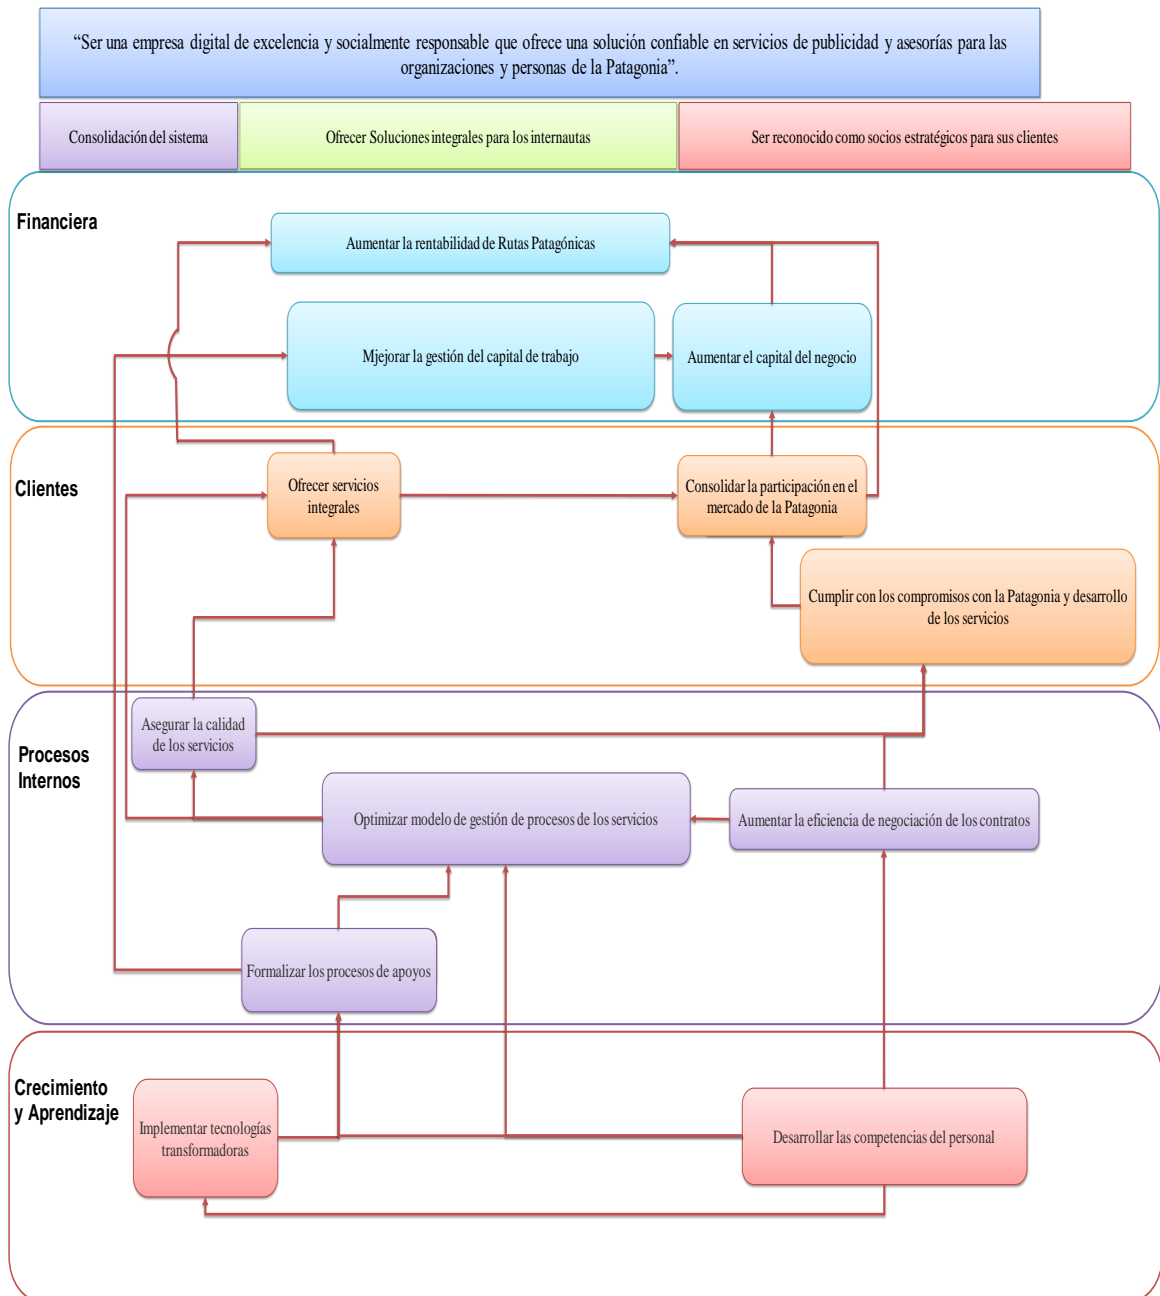 “Ser una empresa digital de excelencia y socialmente responsable que ofrece una solución confiable en servicios de publicidad y asesorías para las
organizaciones y personas de la Patagonia”.
Consolidación del sistema
Ofrecer Soluciones integrales para los internautas
Ser reconocido como socios estratégicos para sus clientes
Financiera
Aumentar la rentabilidad de Rutas Patagónicas
Mjejorar la gestión del capital de trabajo
Aumentar el capital del negocio
Clientes
Ofrecer servicios
integrales
Consolidar la participación en el
mercado de la Patagonia
Cumplir con los compromisos con la Patagonia y desarrollo
de los servicios
Procesos
Internos
Asegurar la calidad
de los servicios
Optimizar modelo de gestión de procesos de los servicios
Aumentar la eficiencia de negociación de los contratos
Formalizar los procesos de apoyos
Crecimiento
y Aprendizaje
Implementar tecnologías
transformadoras
Desarrollar las competencias del personal